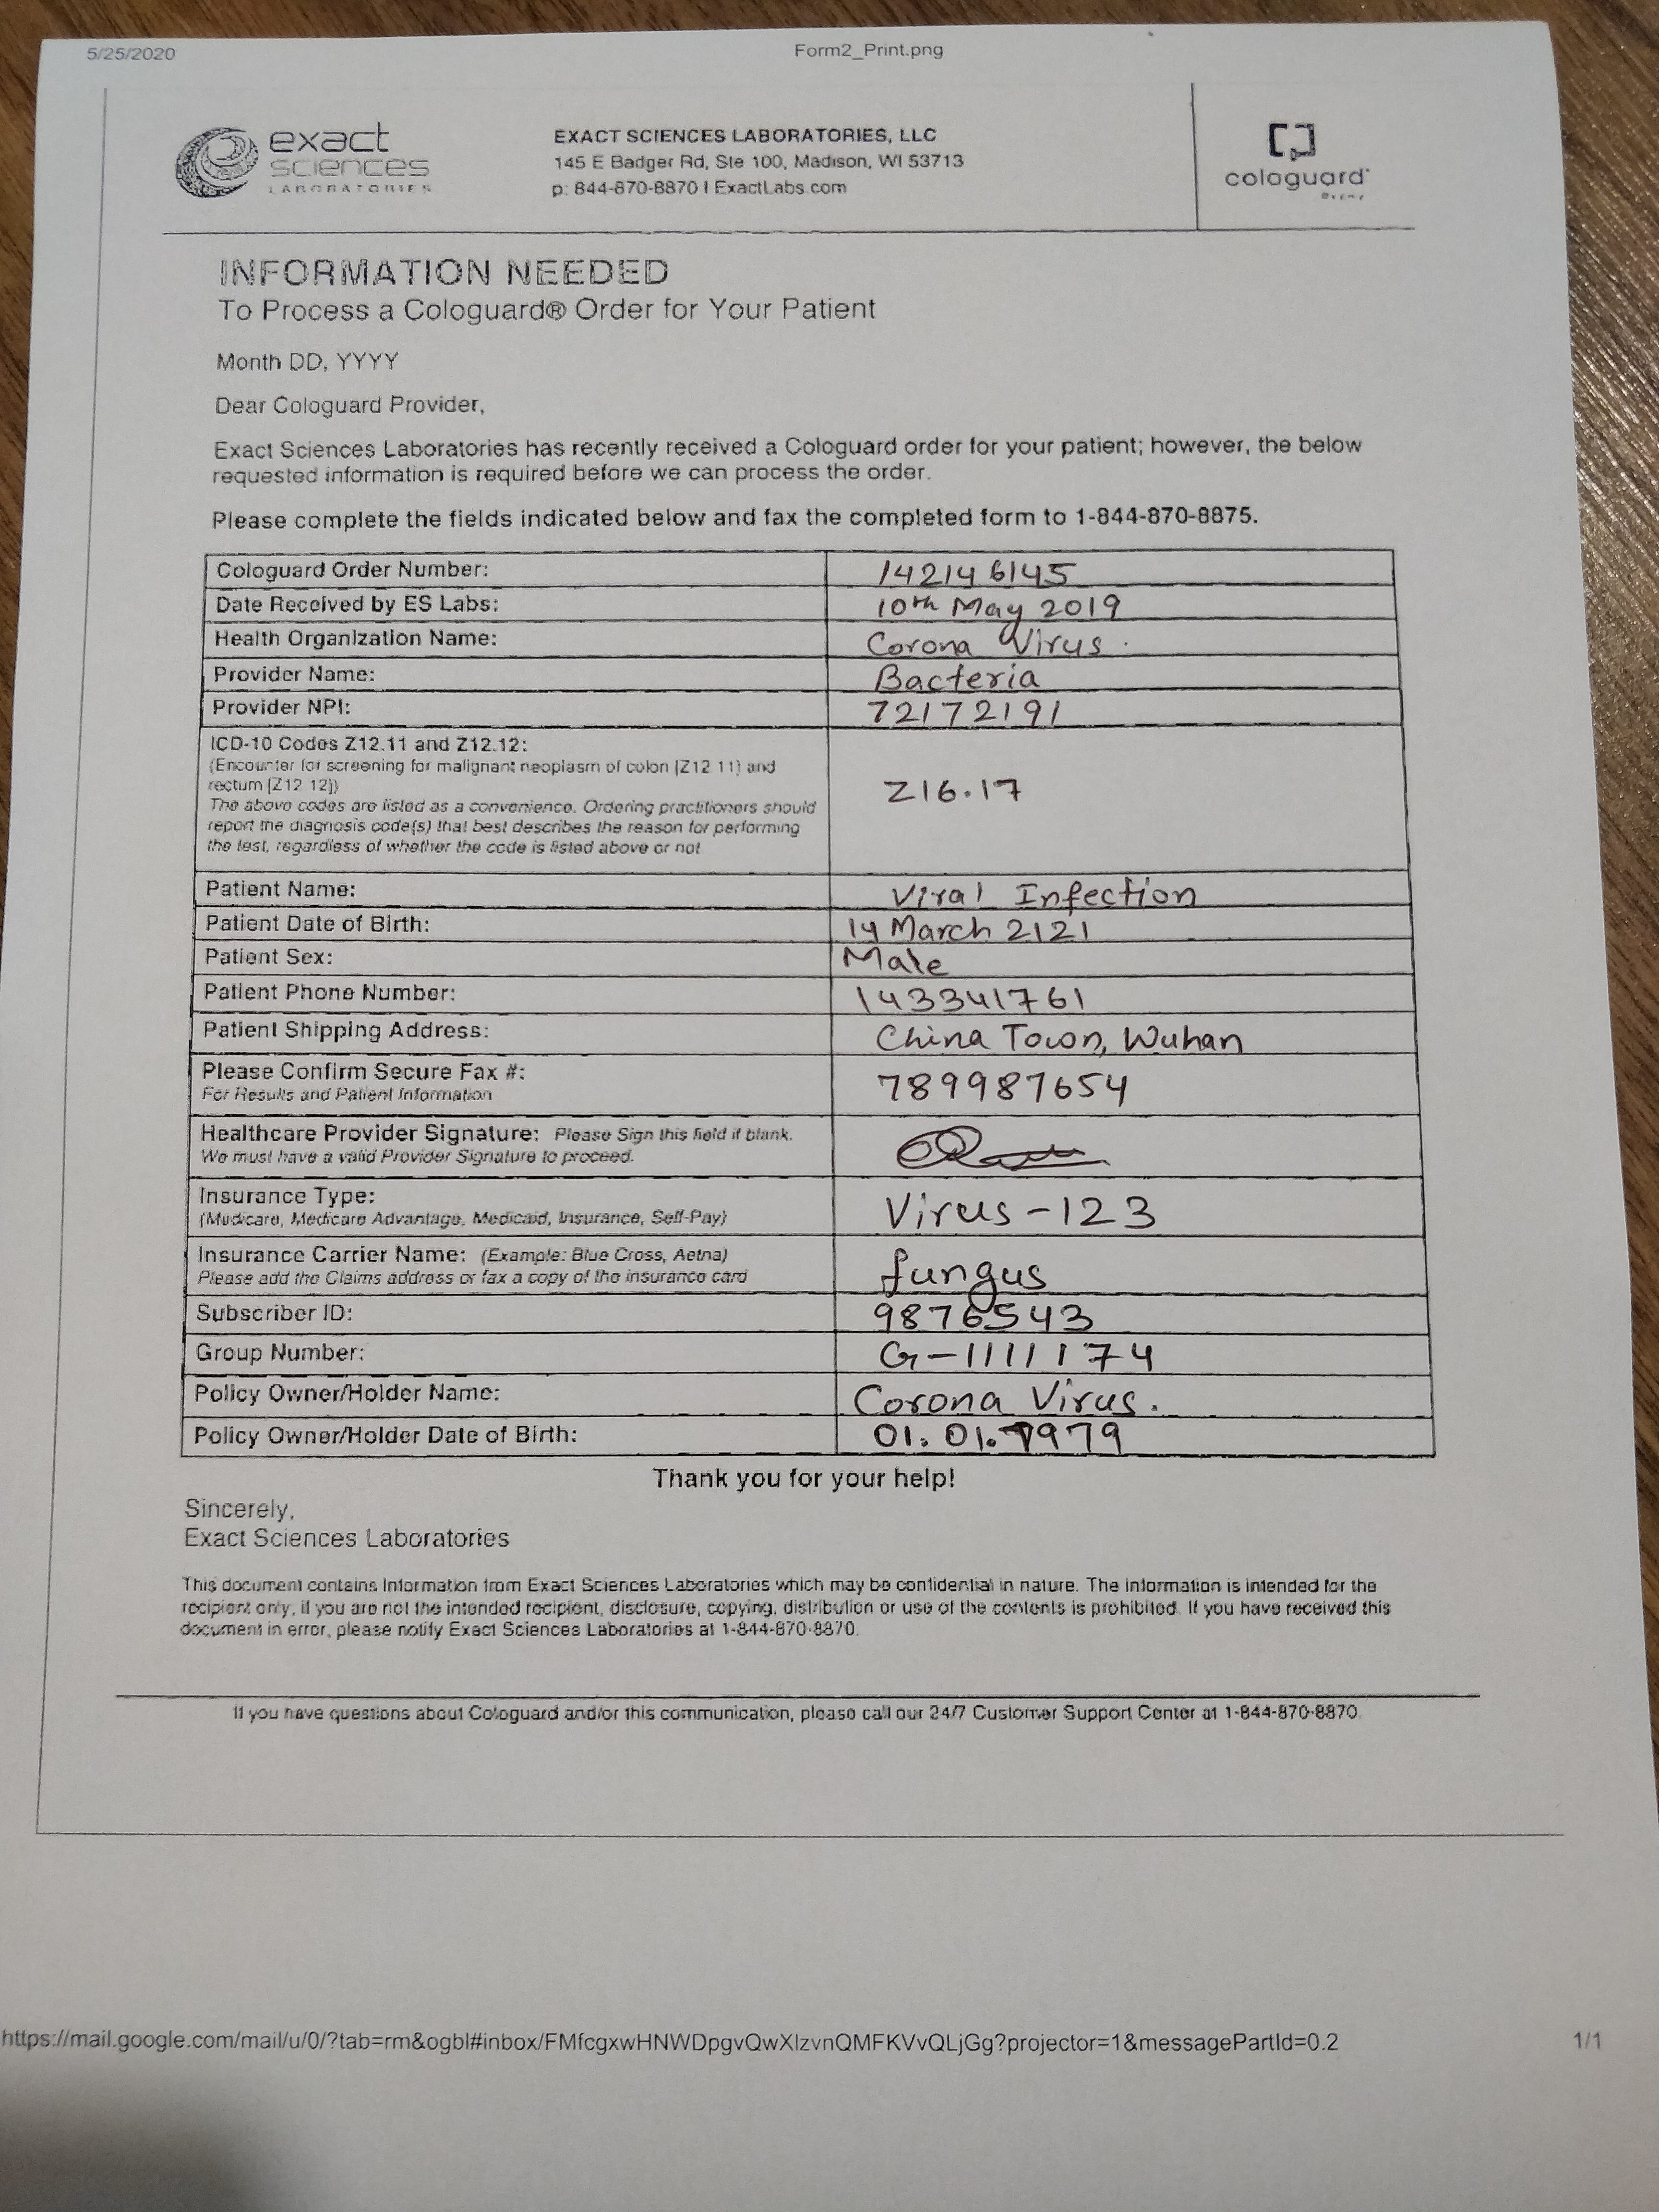 5/25/2020
Form2_Print.png
exact
sciences
LABORATORIES
EXACT SCIENCES LABORATORIES, LLC
145 E Badger Rd, Ste 100, Madison, WI 53713
p: 844-870-8870 | ExactLabs.com
cologuard
INFORMATION NEEDED
To Process a Cologuard® Order for Your Patient
Month DD, YYYY
Dear Cologuard Provider,
Exact Sciences Laboratories has recently received a Cologuard order for your patient; however, the below
requested information is required before we can process the order.
Please complete the fields indicated below and fax the completed form to 1-844-870-8875.
Cologuard Order Number: 142146145
Date Received by ES Labs: 10th May 2019
Health Organization Name: Corona Virus.
Provider Name: Bacteria
Provider NPI: 72172191
ICD-10 Codes Z12.11 and Z12.12:
(Encounter for screening for malignant neoplasm of colon [Z12 11) and
rectum [Z12 12])
The above codes are listed as a convenience. Ordering practitioners should
report the diagnosis code(s) that best describes the reason for performing
the test, regardless of whether the code is listed above or not
Z16.17
Patient Name: Viral Infection
Patient Date of Birth: 14 March 2121
Patient Sex: Male
Patient Phone Number: 143341761
Patient Shipping Address: China Town, Wuhan
Please Confirm Secure Fax #:
For Results and Patient Information
789987654
Healthcare Provider Signature: Please Sign this field if blank.
We must have a valid Provider Signature to proceed.
Insurance Type:
(Medicare, Medicare Advantage, Medicaid, Insurance, Self-Pay)
Virus-123
Insurance Carrier Name: (Example: Blue Cross, Aetna)
Please add the Claims address or fax a copy of the insurance card
fungus
Subscriber ID: 9876543
Group Number: G-1111174
Policy Owner/Holder Name: Corona Virus.
Policy Owner/Holder Date of Birth: 01.01.1979
Thank you for your help!
Sincerely,
Exact Sciences Laboratories
This document contains information from Exact Sciences Laboratories which may be confidential in nature. The information is intended for the
recipient only; if you are not the intended recipient, disclosure, copying, distribution or use of the contents is prohibited. If you have received this
document in error, please notify Exact Sciences Laboratories at 1-844-870-8870.
If you have questions about Cologuard and/or this communication, please call our 24/7 Customer Support Center at 1-844-870-8870.
https://mail.google.com/mail/u/0/?tab=rm&ogbl#inbox/FMfcgxwHNWDpgvQwXlzvnQMFKVvQLjGg?projector=1&messagePartId=0.2
1/1